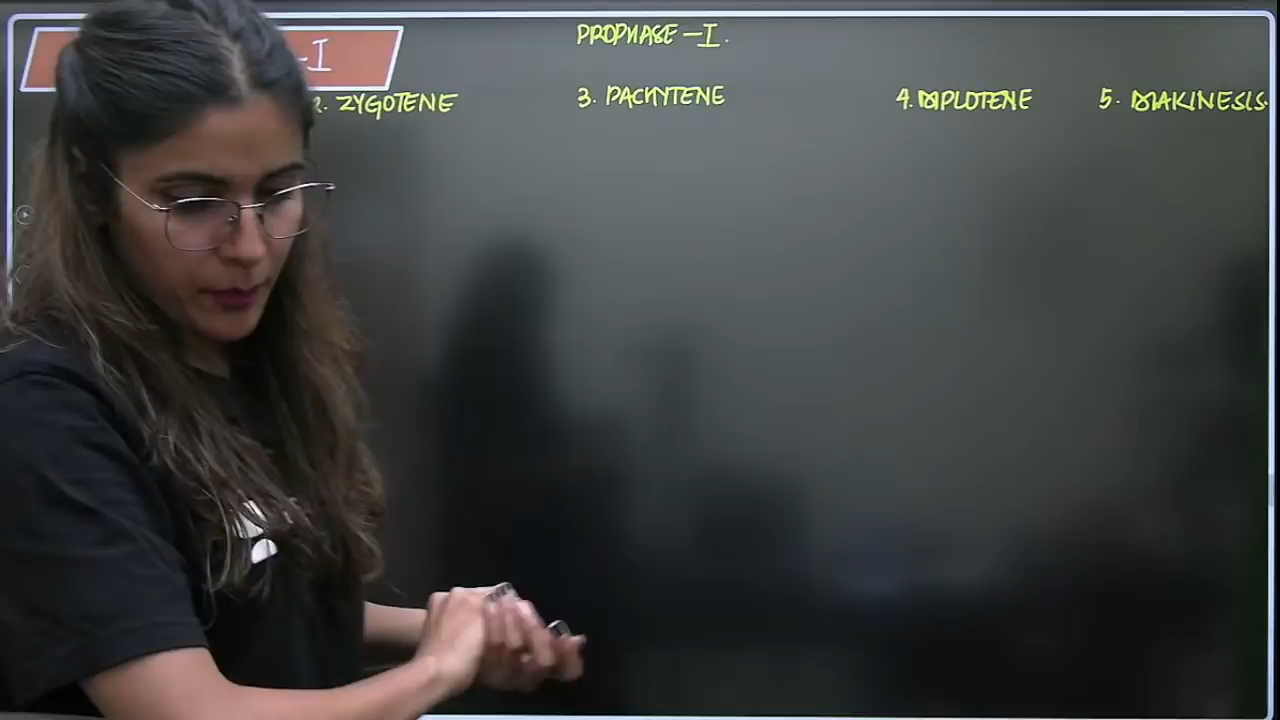 PROPHASE-I.
-I
2. ZYGOTENE 3. PACHYTENE 4. DIPLOTENE 5. DIAKINESIS.